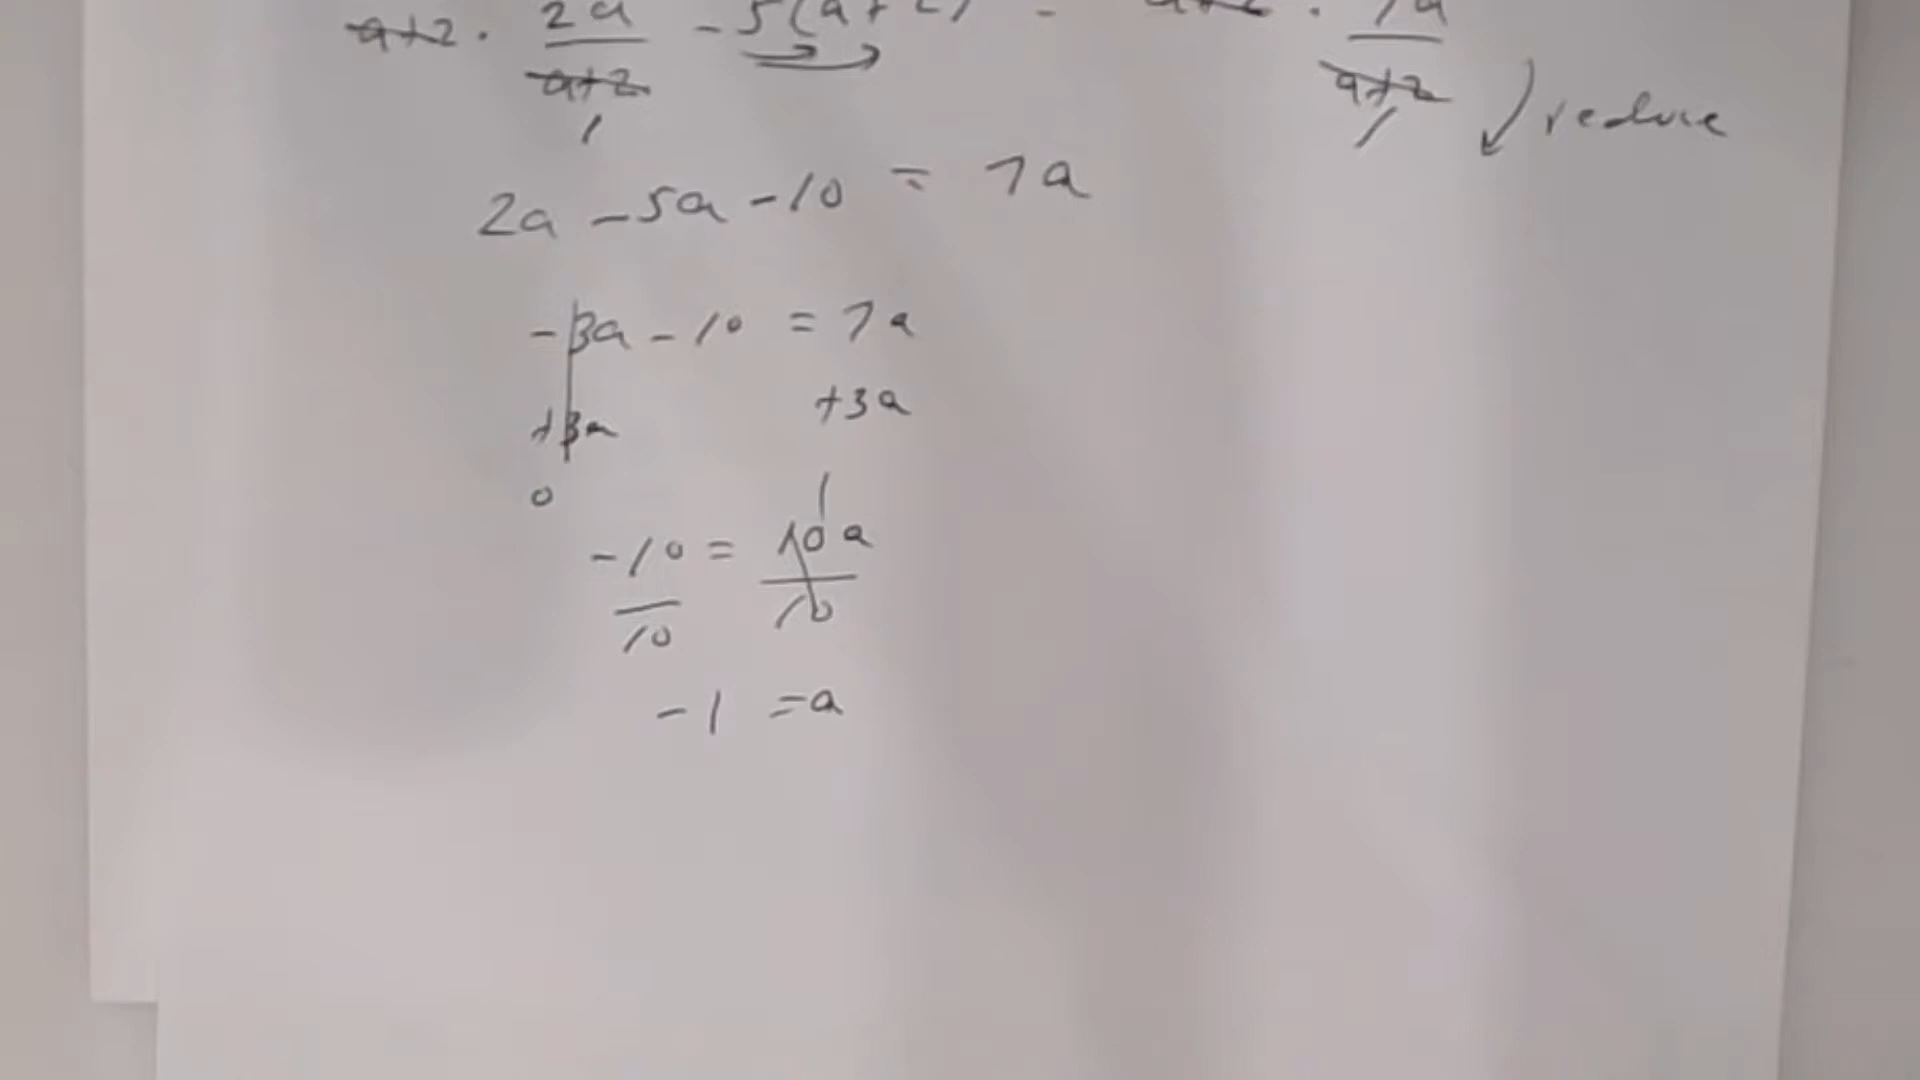 a+2 · 2a/a+2 - 5(a+2) = a+2 · 7a/a+2
1 1 reduce
2a - 5a - 10 = 7a
-3a - 10 = 7a
+3a +3a
0 1
-10/10 = 10a/10
-1 = a